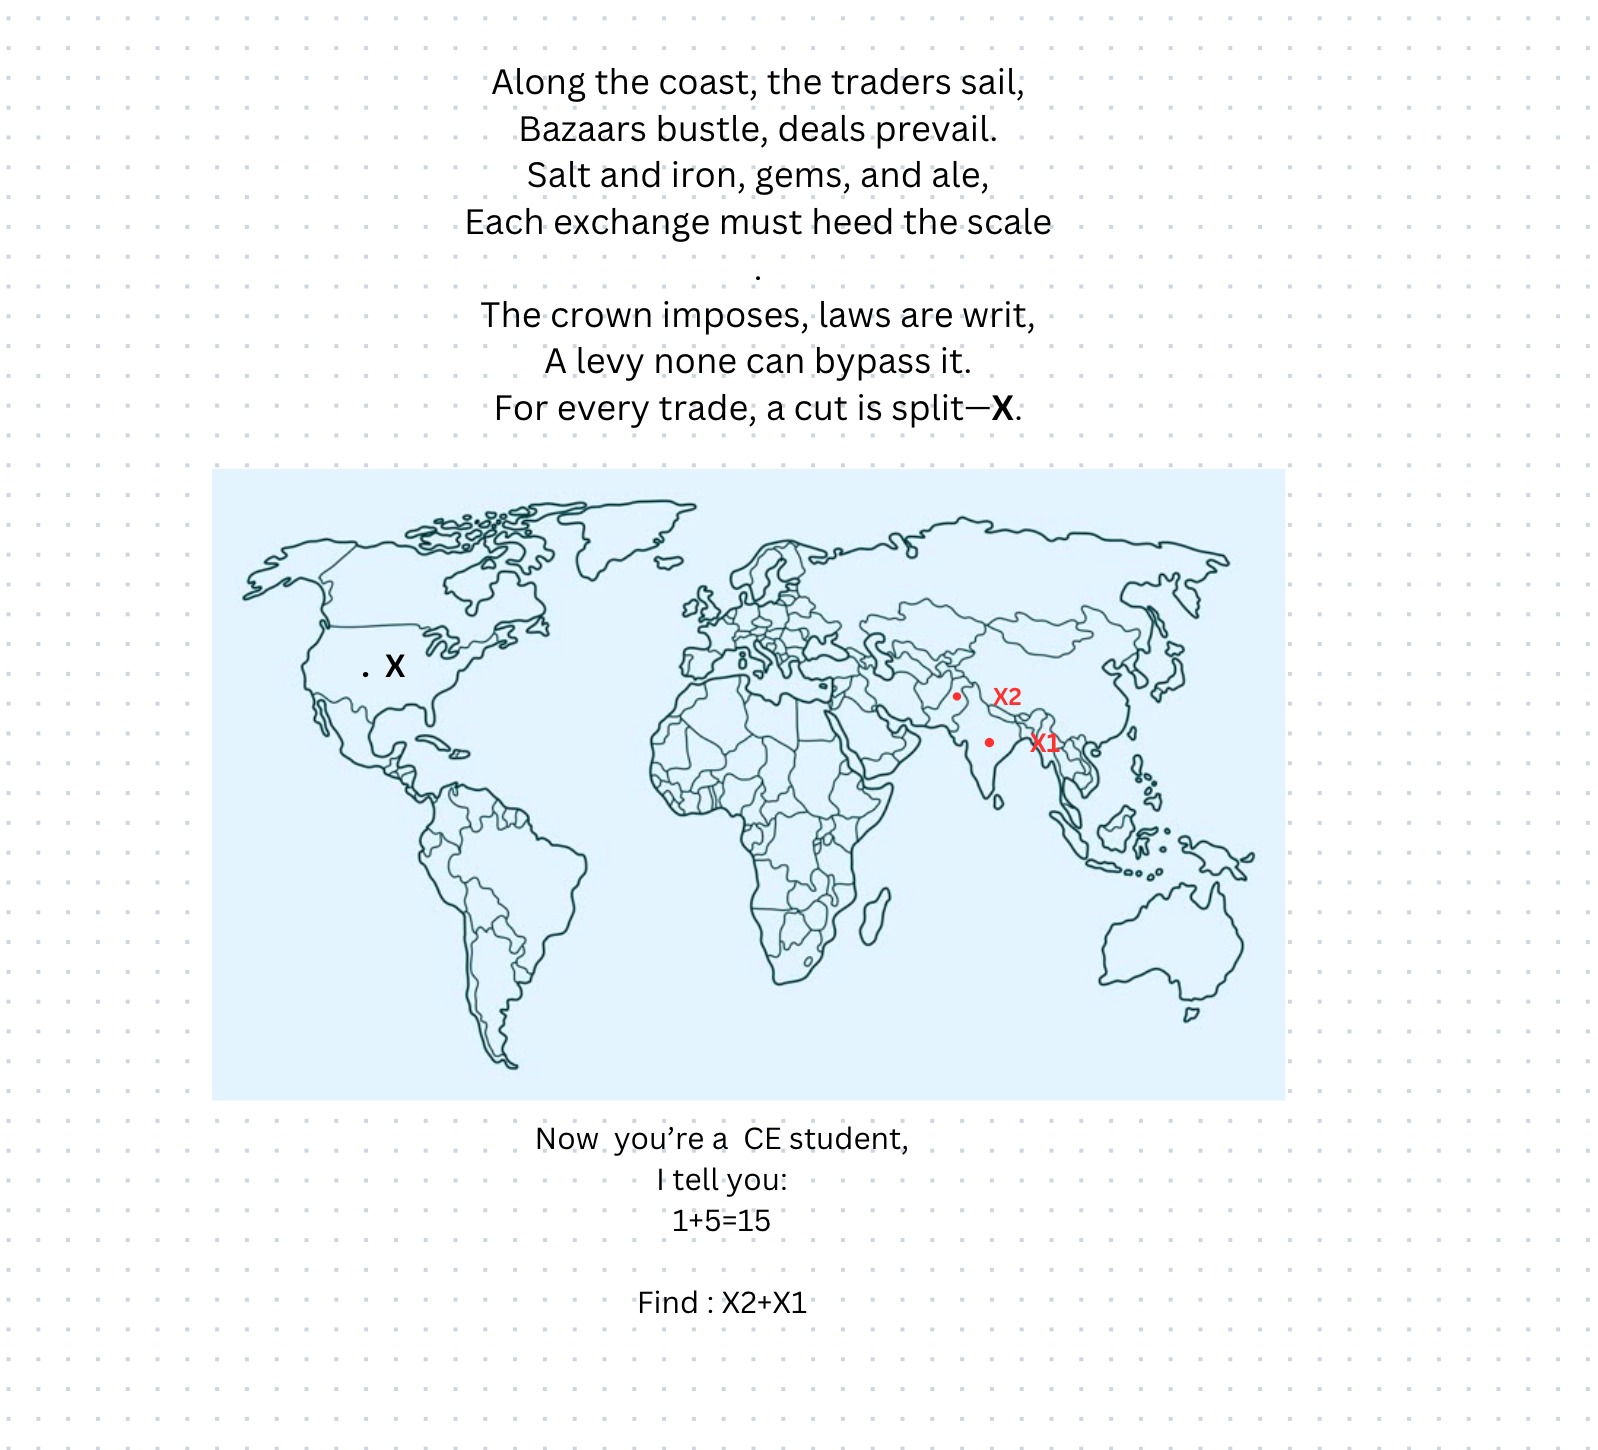 Along the coast, the traders sail,
Bazaars bustle, deals prevail.
Salt and iron, gems, and ale,
Each exchange must heed the scale
.
The crown imposes, laws are writ,
A levy none can bypass it.
For every trade, a cut is split—X.
. X
X2
X1
Now you’re a CE student,
I tell you:
1+5=15
Find : X2+X1